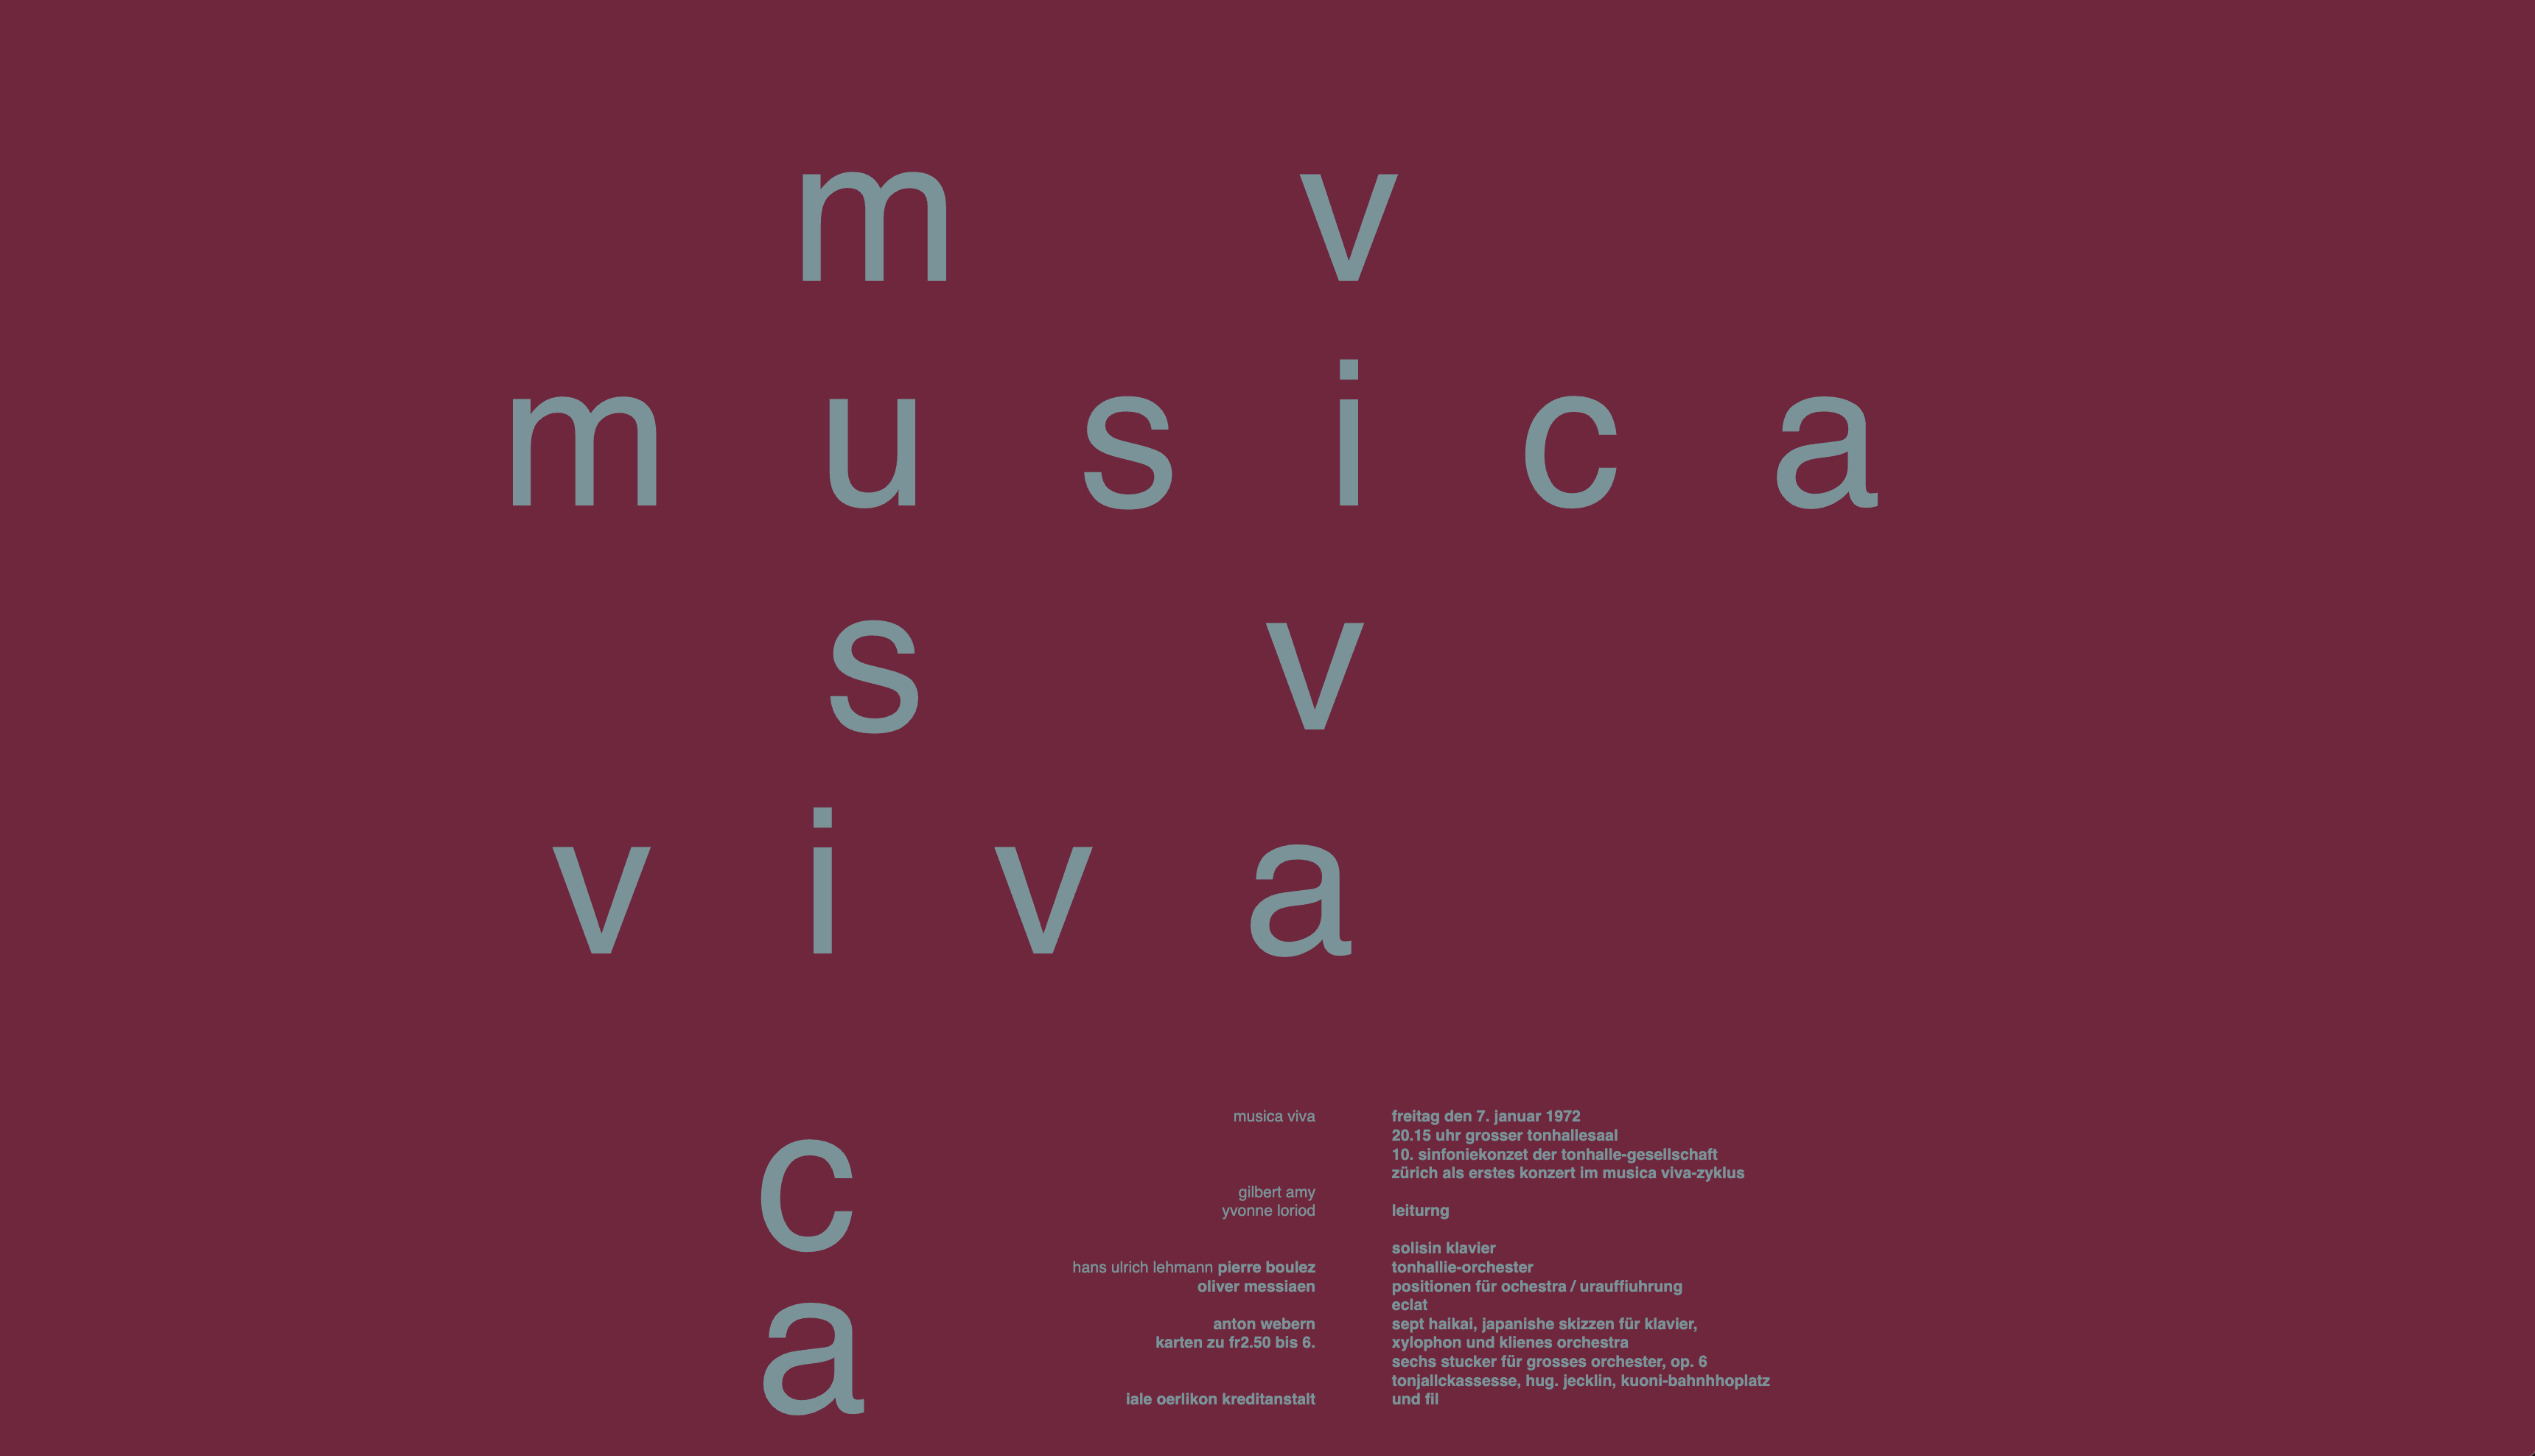 m v
m u s i c a
s v
v i v a
c
a
musica viva
gilbert amy
yvonne loriod
hans ulrich lehmann pierre boulez
oliver messiaen
anton webern
karten zu fr2.50 bis 6.
iale oerlikon kreditanstalt
freitag den 7. januar 1972
20.15 uhr grosser tonhallesaal
10. sinfoniekonzet der tonhalle-gesellschaft
zürich als erstes konzert im musica viva-zyklus
leiturng
solisin klavier
tonhallie-orchester
positionen für ochestra / urauffiuhrung
eclat
sept haikai, japanishe skizzen für klavier,
xylophon und klienes orchestra
sechs stucker für grosses orchester, op. 6
tonjallckassesse, hug. jecklin, kuoni-bahnhhoplatz
und fil